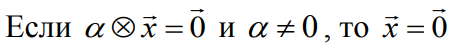 Если α ⊗ x⃗ = 0⃗ и α ≠ 0, то x⃗ = 0⃗